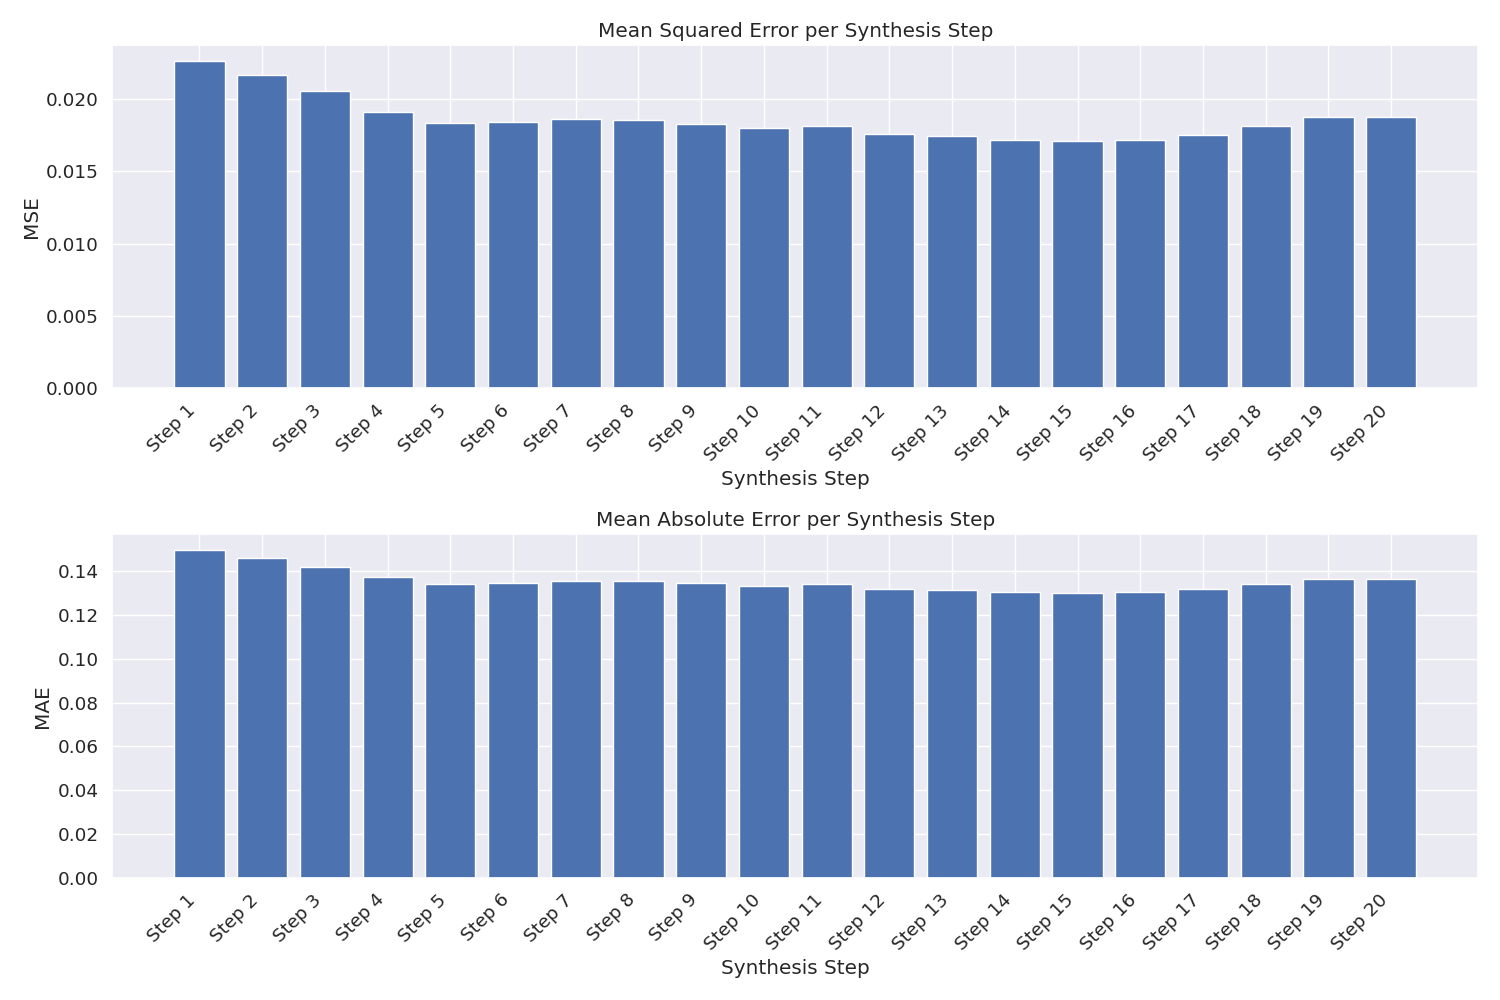 Mean Squared Error per Synthesis Step
0.020
0.015
0.010
0.005
0.000
MSE
Step 1
Step 2
Step 3
Step 4
Step 5
Step 6
Step 7
Step 8
Step 9
Step 10
Step 11
Step 12
Step 13
Step 14
Step 15
Step 16
Step 17
Step 18
Step 19
Step 20
Synthesis Step
Mean Absolute Error per Synthesis Step
0.14
0.12
0.10
0.08
0.06
0.04
0.02
0.00
MAE
Step 1
Step 2
Step 3
Step 4
Step 5
Step 6
Step 7
Step 8
Step 9
Step 10
Step 11
Step 12
Step 13
Step 14
Step 15
Step 16
Step 17
Step 18
Step 19
Step 20
Synthesis Step